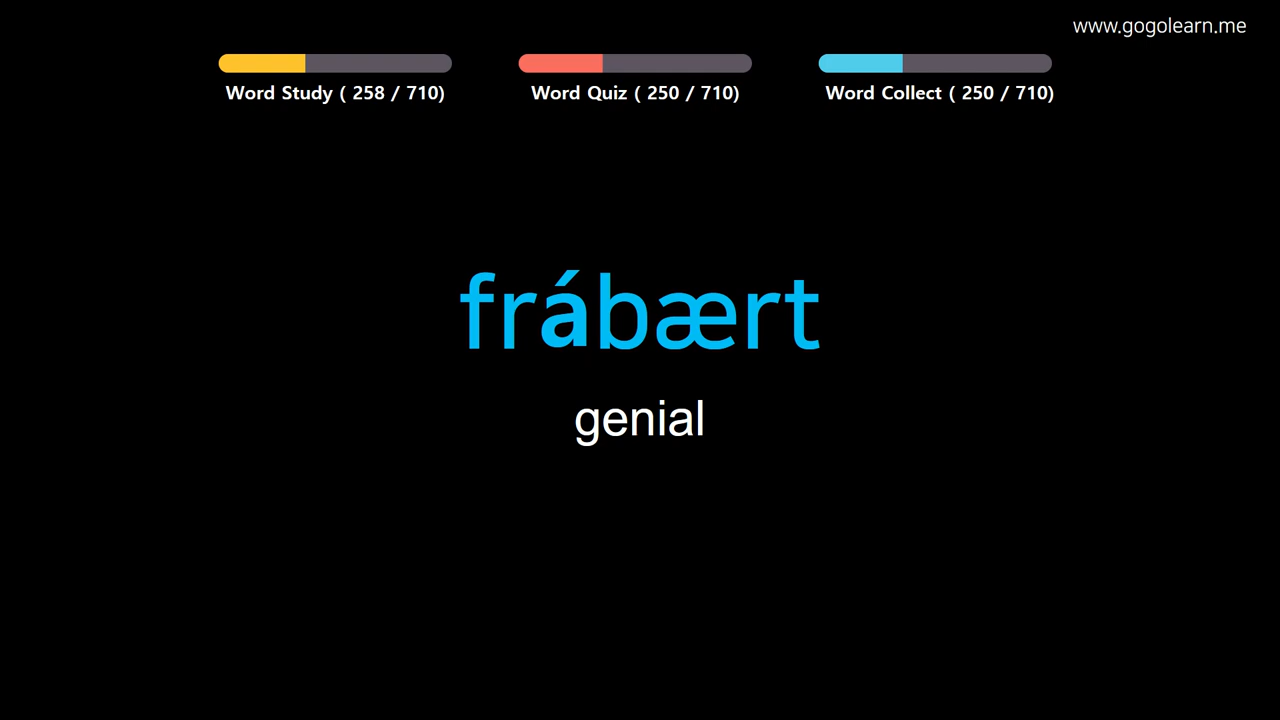 www.gogolearn.me
Word Study ( 258 / 710)
Word Quiz ( 250 / 710)
Word Collect ( 250 / 710)
frábært
genial